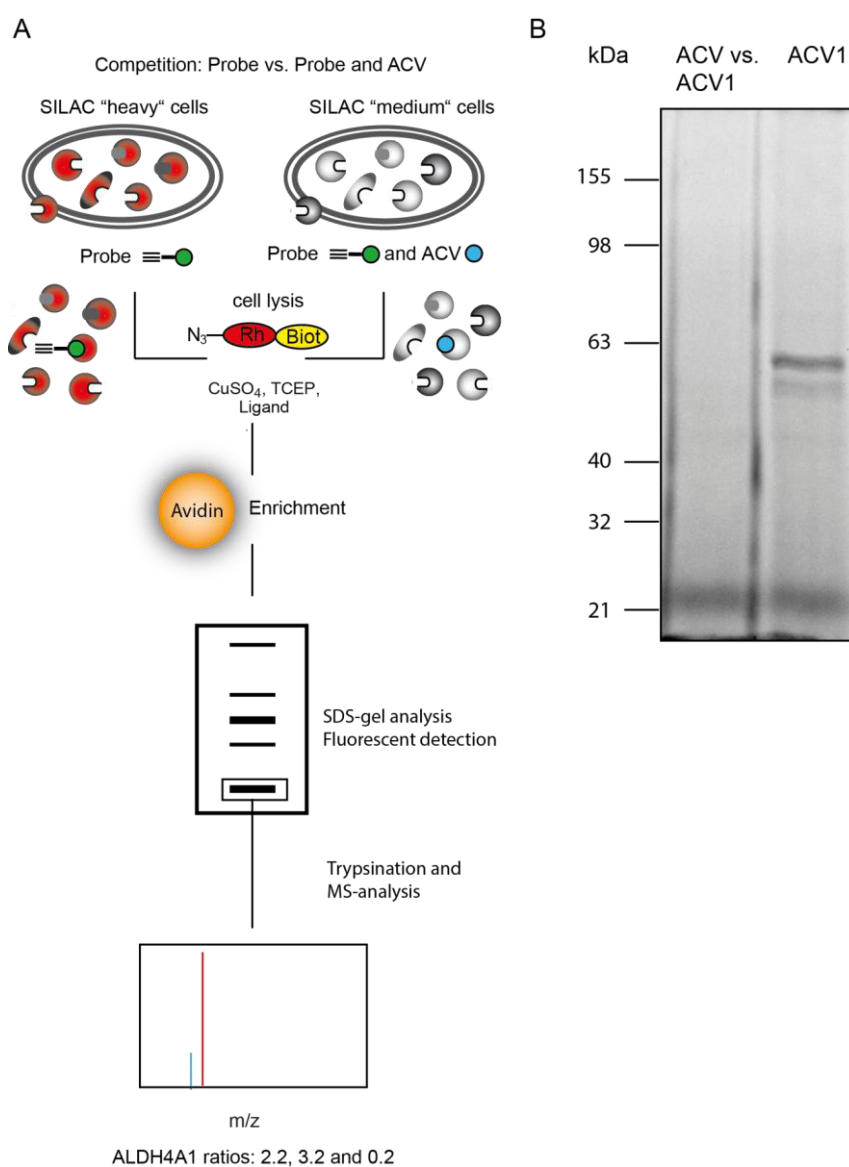 A
Competition: Probe vs. Probe and ACV
SILAC “heavy“ cells
SILAC “medium“ cells
Probe
Probe and ACV
cell lysis
N3 Rh Biot
CuSO4, TCEP,
Ligand
Avidin
Enrichment
SDS-gel analysis
Fluorescent detection
Trypsination and
MS-analysis
m/z
ALDH4A1 ratios: 2.2, 3.2 and 0.2
B
kDa
ACV vs.
ACV1
ACV1
155
98
63
40
32
21